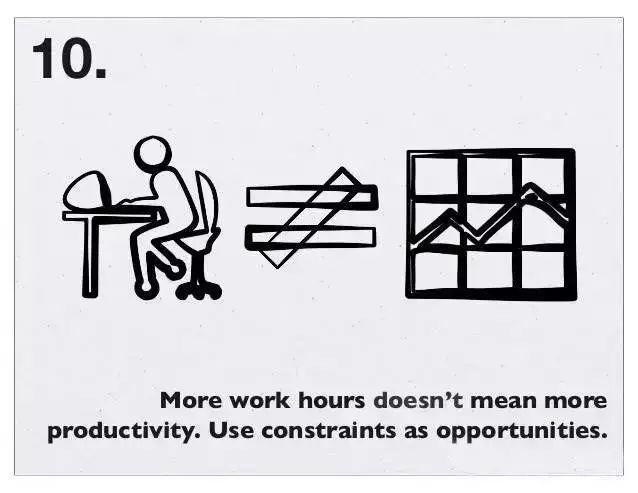 10.
More work hours doesn’t mean more
productivity. Use constraints as opportunities.